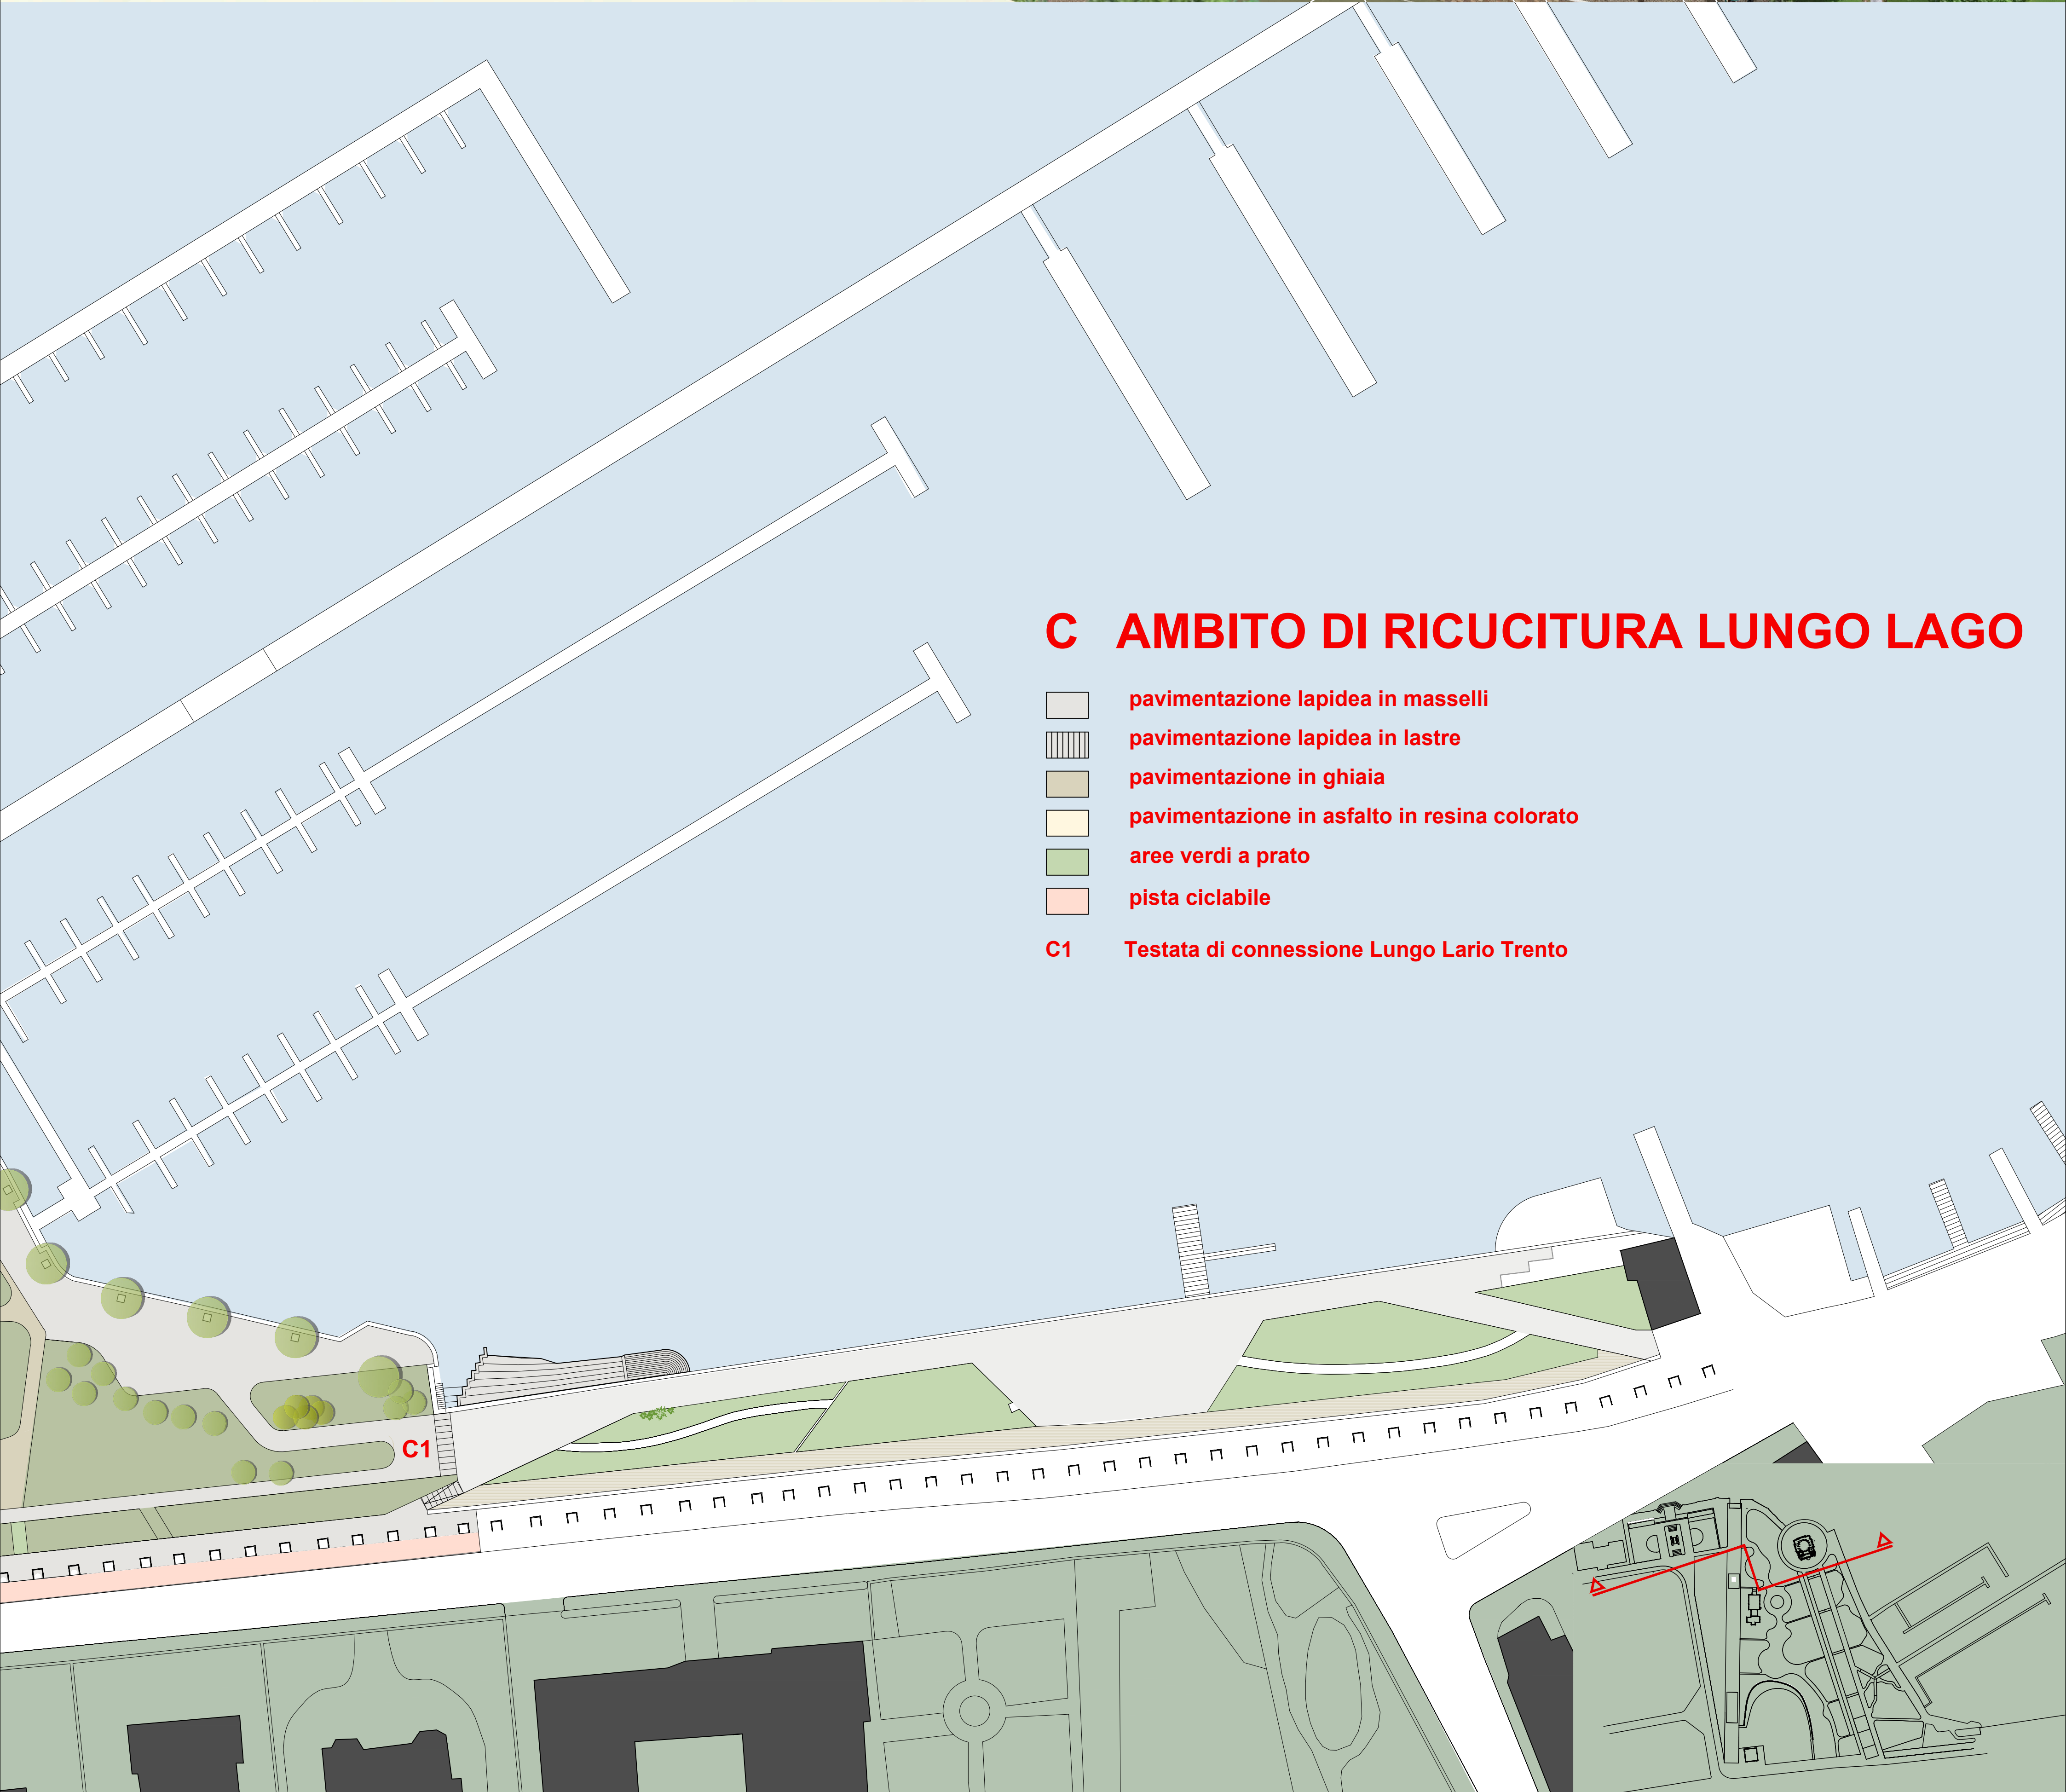 C AMBITO DI RICUCITURA LUNGO LAGO
pavimentazione lapidea in masselli
pavimentazione lapidea in lastre
pavimentazione in ghiaia
pavimentazione in asfalto in resina colorato
aree verdi a prato
pista ciclabile
C1 Testata di connessione Lungo Lario Trento
C1